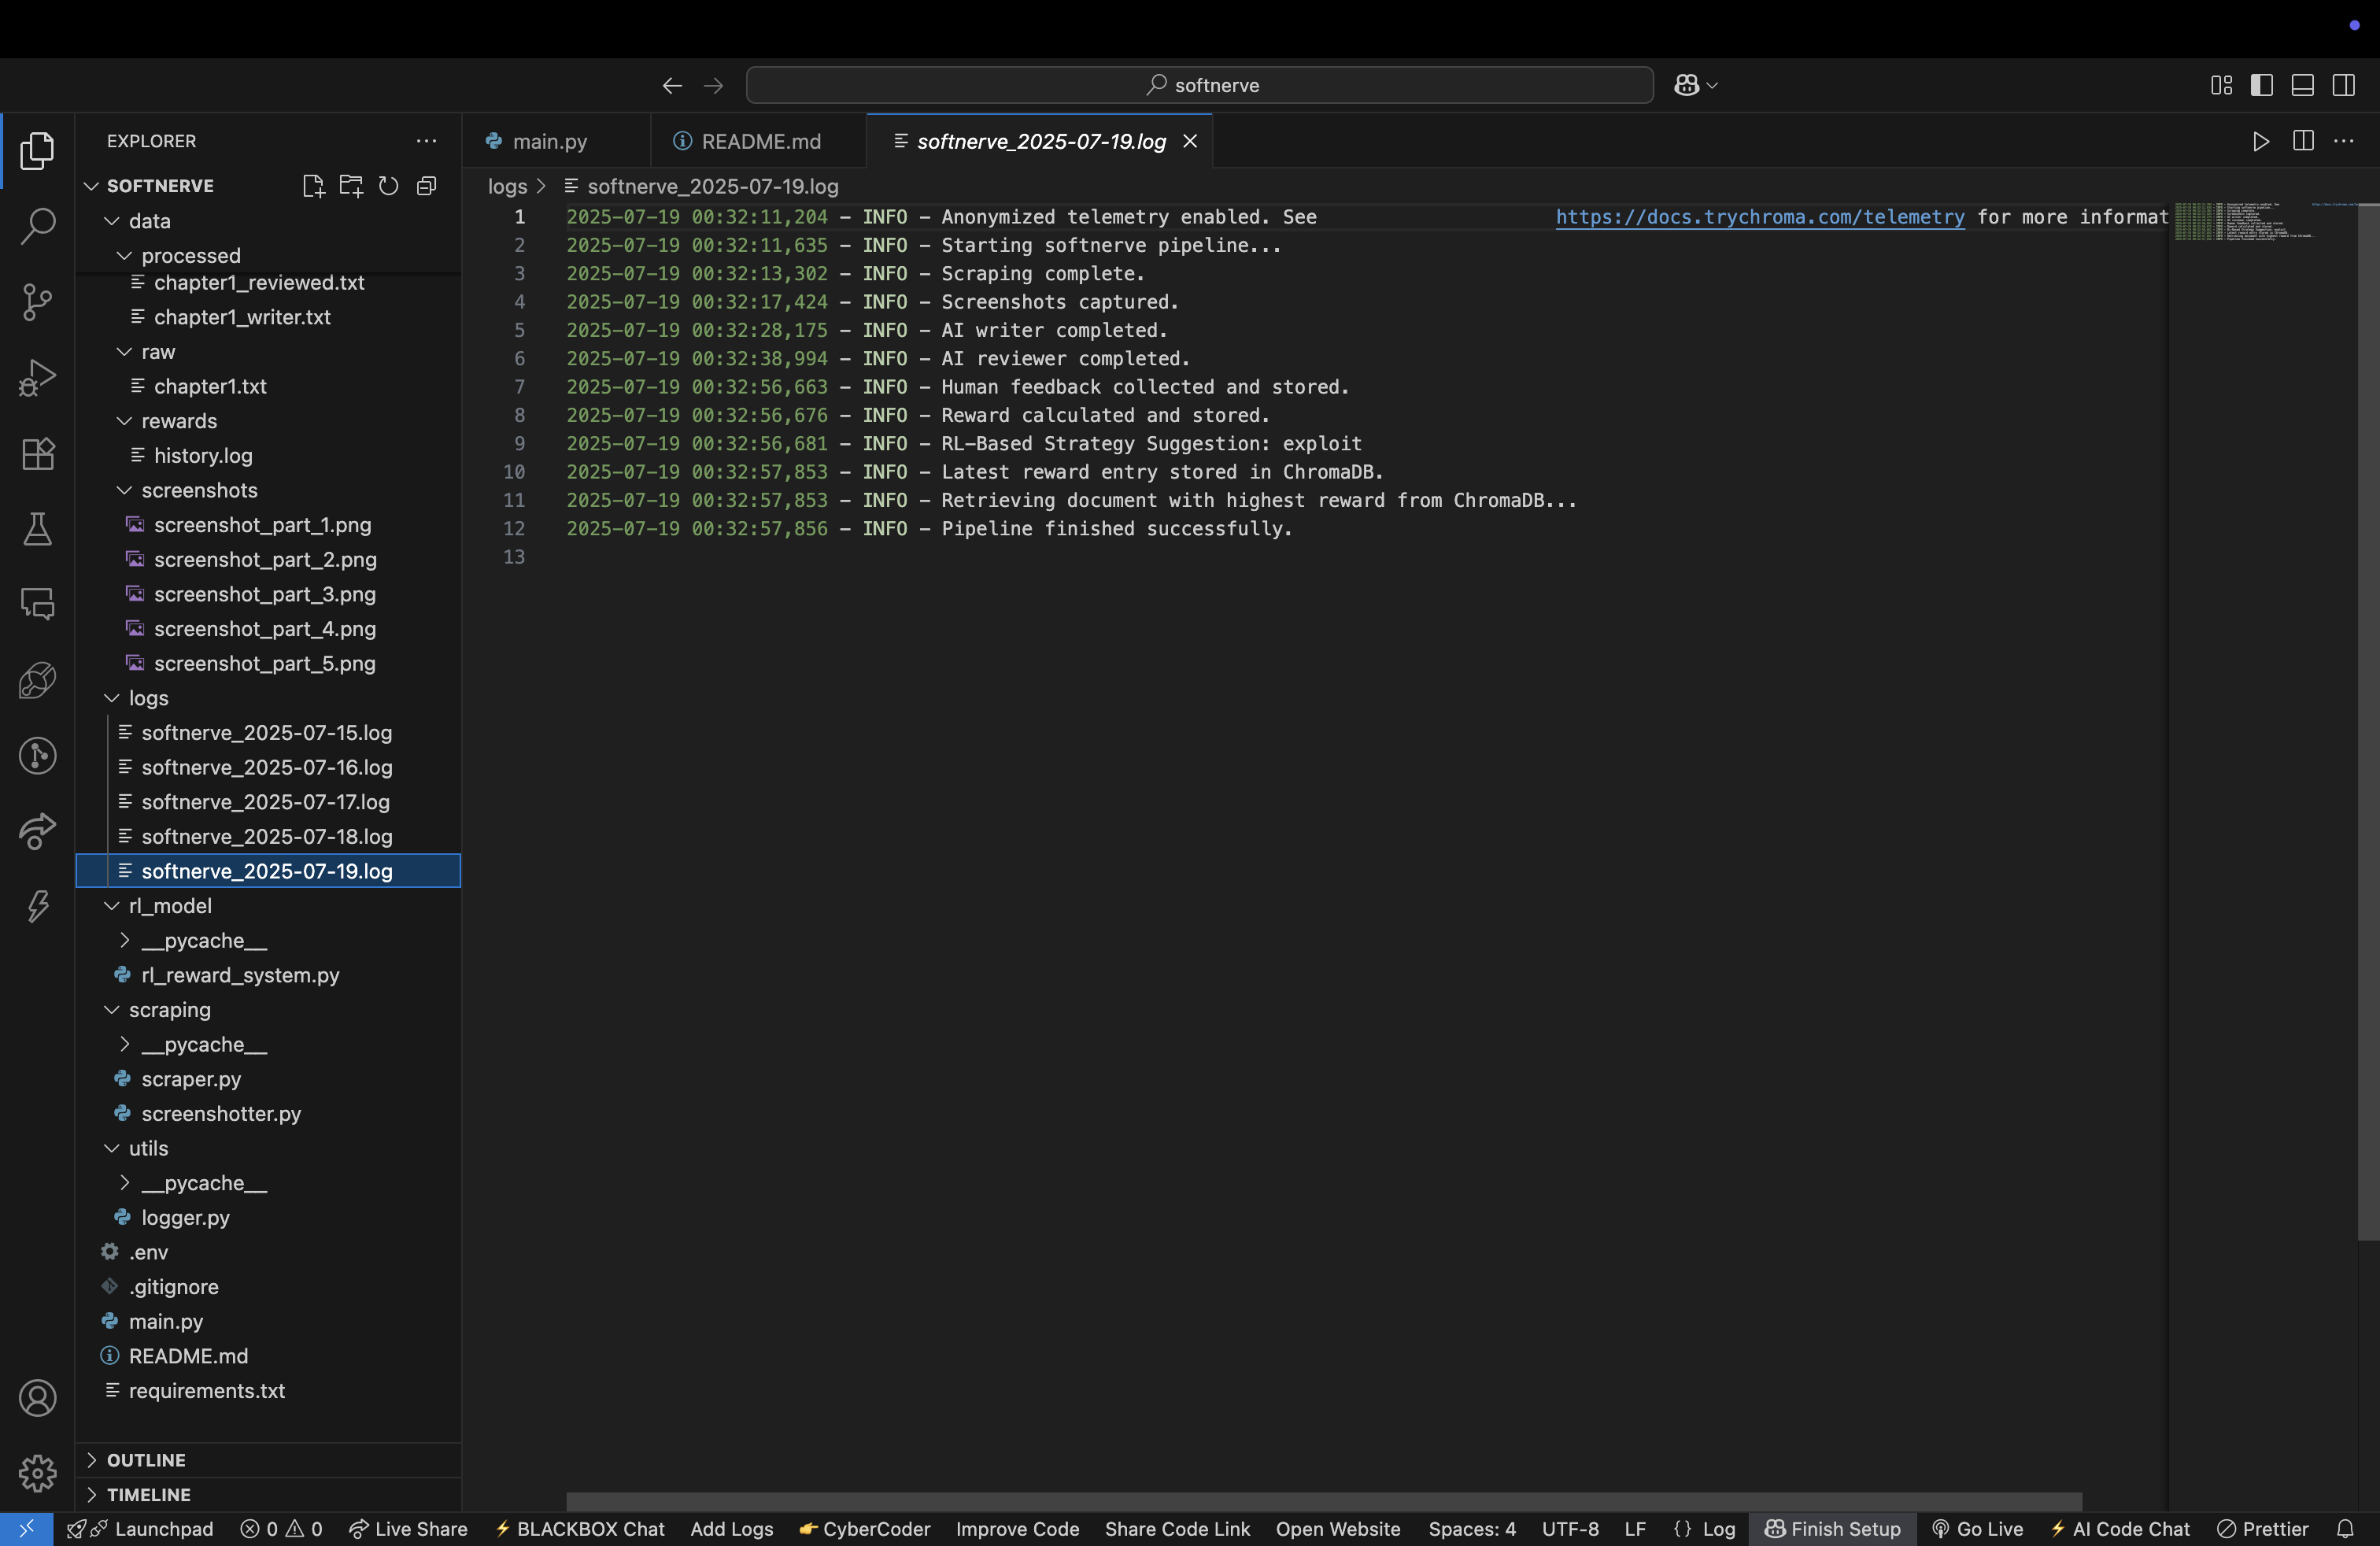 softnerve
EXPLORER
SOFTNERVE
data
processed
chapter1_reviewed.txt
chapter1_writer.txt
raw
chapter1.txt
rewards
history.log
screenshots
screenshot_part_1.png
screenshot_part_2.png
screenshot_part_3.png
screenshot_part_4.png
screenshot_part_5.png
logs
softnerve_2025-07-15.log
softnerve_2025-07-16.log
softnerve_2025-07-17.log
softnerve_2025-07-18.log
softnerve_2025-07-19.log
rl_model
__pycache__
rl_reward_system.py
scraping
__pycache__
scraper.py
screenshotter.py
utils
__pycache__
logger.py
.env
.gitignore
main.py
README.md
requirements.txt
OUTLINE
TIMELINE
main.py README.md softnerve_2025-07-19.log
logs > softnerve_2025-07-19.log
1 2025-07-19 00:32:11,204 - INFO - Anonymized telemetry enabled. See https://docs.trychroma.com/telemetry for more informat
2 2025-07-19 00:32:11,635 - INFO - Starting softnerve pipeline...
3 2025-07-19 00:32:13,302 - INFO - Scraping complete.
4 2025-07-19 00:32:17,424 - INFO - Screenshots captured.
5 2025-07-19 00:32:28,175 - INFO - AI writer completed.
6 2025-07-19 00:32:38,994 - INFO - AI reviewer completed.
7 2025-07-19 00:32:56,663 - INFO - Human feedback collected and stored.
8 2025-07-19 00:32:56,676 - INFO - Reward calculated and stored.
9 2025-07-19 00:32:56,681 - INFO - RL-Based Strategy Suggestion: exploit
10 2025-07-19 00:32:57,853 - INFO - Latest reward entry stored in ChromaDB.
11 2025-07-19 00:32:57,853 - INFO - Retrieving document with highest reward from ChromaDB...
12 2025-07-19 00:32:57,856 - INFO - Pipeline finished successfully.
13
Launchpad 0 0 Live Share BLACKBOX Chat Add Logs CyberCoder Improve Code Share Code Link Open Website Spaces: 4 UTF-8 LF {} Log Finish Setup Go Live AI Code Chat Prettier